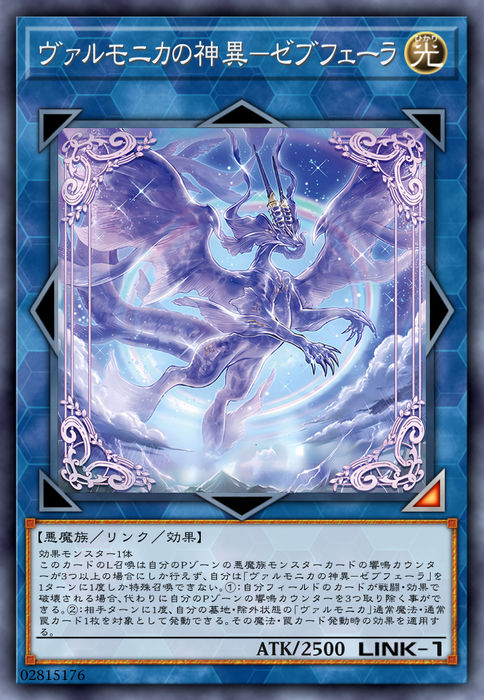 ヴァルモニカの神異－ゼブフェーラ
ひかり
光
【悪魔族／リンク／効果】
効果モンスター1体
このカードのL召喚は自分のPゾーンの悪魔族モンスターカードの響鳴カウンタ
ーが3つ以上の場合にしか行えず、自分は「ヴァルモニカの神異－ゼブフェーラ」を
1ターンに1度しか特殊召喚できない。①：自分フィールドのカードが戦闘・効果で
破壊される場合、代わりに自分のPゾーンの響鳴カウンターを3つ取り除く事がで
きる。②：相手ターンに1度、自分の墓地・除外状態の「ヴァルモニカ」通常魔法・通常
罠カード1枚を対象として発動できる。その魔法・罠カード発動時の効果を適用す
る。
ATK/2500 LINK-1
02815176